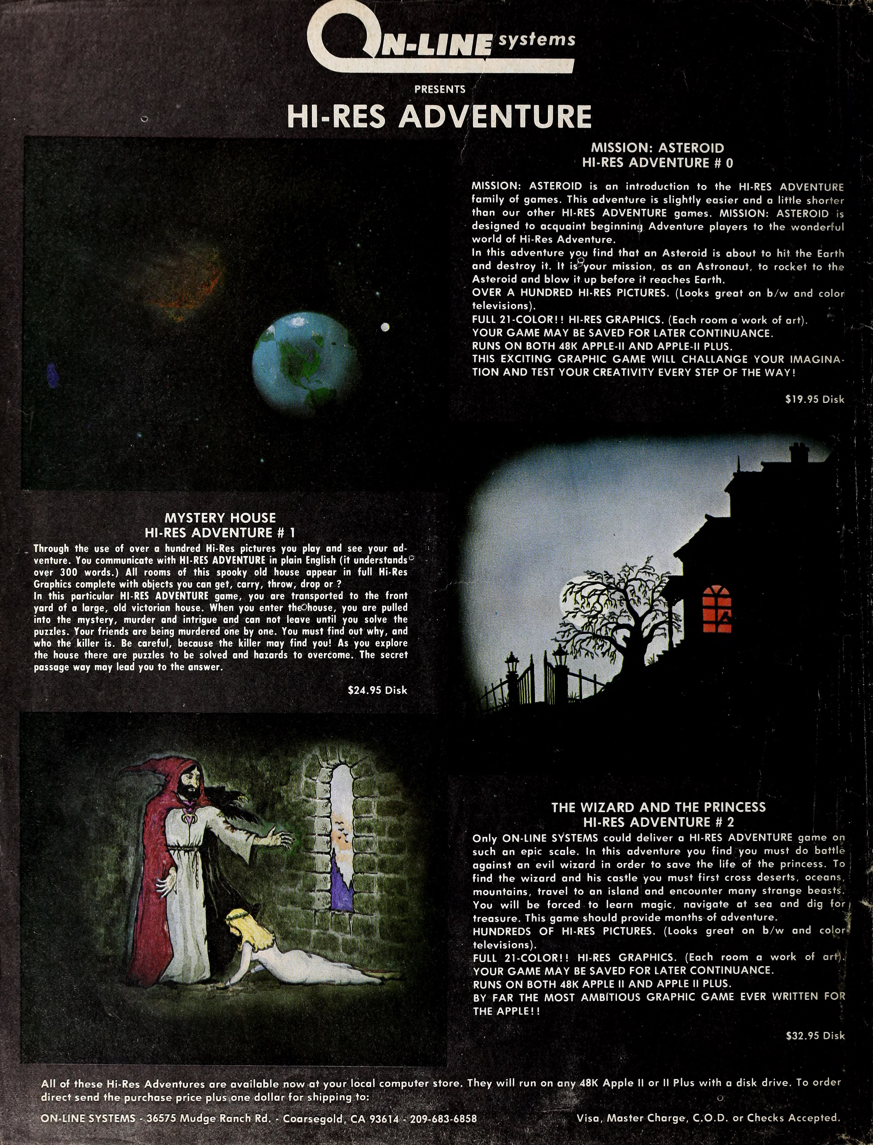 ON-LINE systems
PRESENTS
HI-RES ADVENTURE
MISSION: ASTEROID
HI-RES ADVENTURE # 0
MISSION: ASTEROID is an introduction to the HI-RES ADVENTURE
family of games. This adventure is slightly easier and a little shorter
than our other HI-RES ADVENTURE games. MISSION: ASTEROID is
designed to acquaint beginning Adventure players to the wonderful
world of Hi-Res Adventure.
In this adventure you find that an Asteroid is about to hit the Earth
and destroy it. It is your mission, as an Astronaut, to rocket to the
Asteroid and blow it up before it reaches Earth.
OVER A HUNDRED HI-RES PICTURES. (Looks great on b/w and color
televisions).
FULL 21-COLOR!! HI-RES GRAPHICS. (Each room a work of art).
YOUR GAME MAY BE SAVED FOR LATER CONTINUANCE.
RUNS ON BOTH 48K APPLE-II AND APPLE-II PLUS.
THIS EXCITING GRAPHIC GAME WILL CHALLANGE YOUR IMAGINA-
TION AND TEST YOUR CREATIVITY EVERY STEP OF THE WAY!
$19.95 Disk
MYSTERY HOUSE
HI-RES ADVENTURE # 1
Through the use of over a hundred Hi-Res pictures you play and see your ad-
venture. You communicate with HI-RES ADVENTURE in plain English (it understands
over 300 words.) All rooms of this spooky old house appear in full Hi-Res
Graphics complete with objects you can get, carry, throw, drop or ?
In this particular HI-RES ADVENTURE game, you are transported to the front
yard of a large, old victorian house. When you enter the house, you are pulled
into the mystery, murder and intrigue and can not leave until you solve the
puzzles. Your friends are being murdered one by one. You must find out why, and
who the killer is. Be careful, because the killer may find you! As you explore
the house there are puzzles to be solved and hazards to overcome. The secret
passage way may lead you to the answer.
$24.95 Disk
THE WIZARD AND THE PRINCESS
HI-RES ADVENTURE # 2
Only ON-LINE SYSTEMS could deliver a HI-RES ADVENTURE game on
such an epic scale. In this adventure you find you must do battle
against an evil wizard in order to save the life of the princess. To
find the wizard and his castle you must first cross deserts, oceans,
mountains, travel to an island and encounter many strange beasts.
You will be forced to learn magic, navigate at sea and dig for
treasure. This game should provide months of adventure.
HUNDREDS OF HI-RES PICTURES. (Looks great on b/w and color
televisions).
FULL 21-COLOR!! HI-RES GRAPHICS. (Each room a work of art).
YOUR GAME MAY BE SAVED FOR LATER CONTINUANCE.
RUNS ON BOTH 48K APPLE II AND APPLE II PLUS.
BY FAR THE MOST AMBITIOUS GRAPHIC GAME EVER WRITTEN FOR
THE APPLE!!
$32.95 Disk
All of these Hi-Res Adventures are available now at your local computer store. They will run on any 48K Apple II or II Plus with a disk drive. To order
direct send the purchase price plus one dollar for shipping to:
ON-LINE SYSTEMS - 36575 Mudge Ranch Rd. - Coarsegold, CA 93614 - 209-683-6858
Visa, Master Charge, C.O.D. or Checks Accepted.